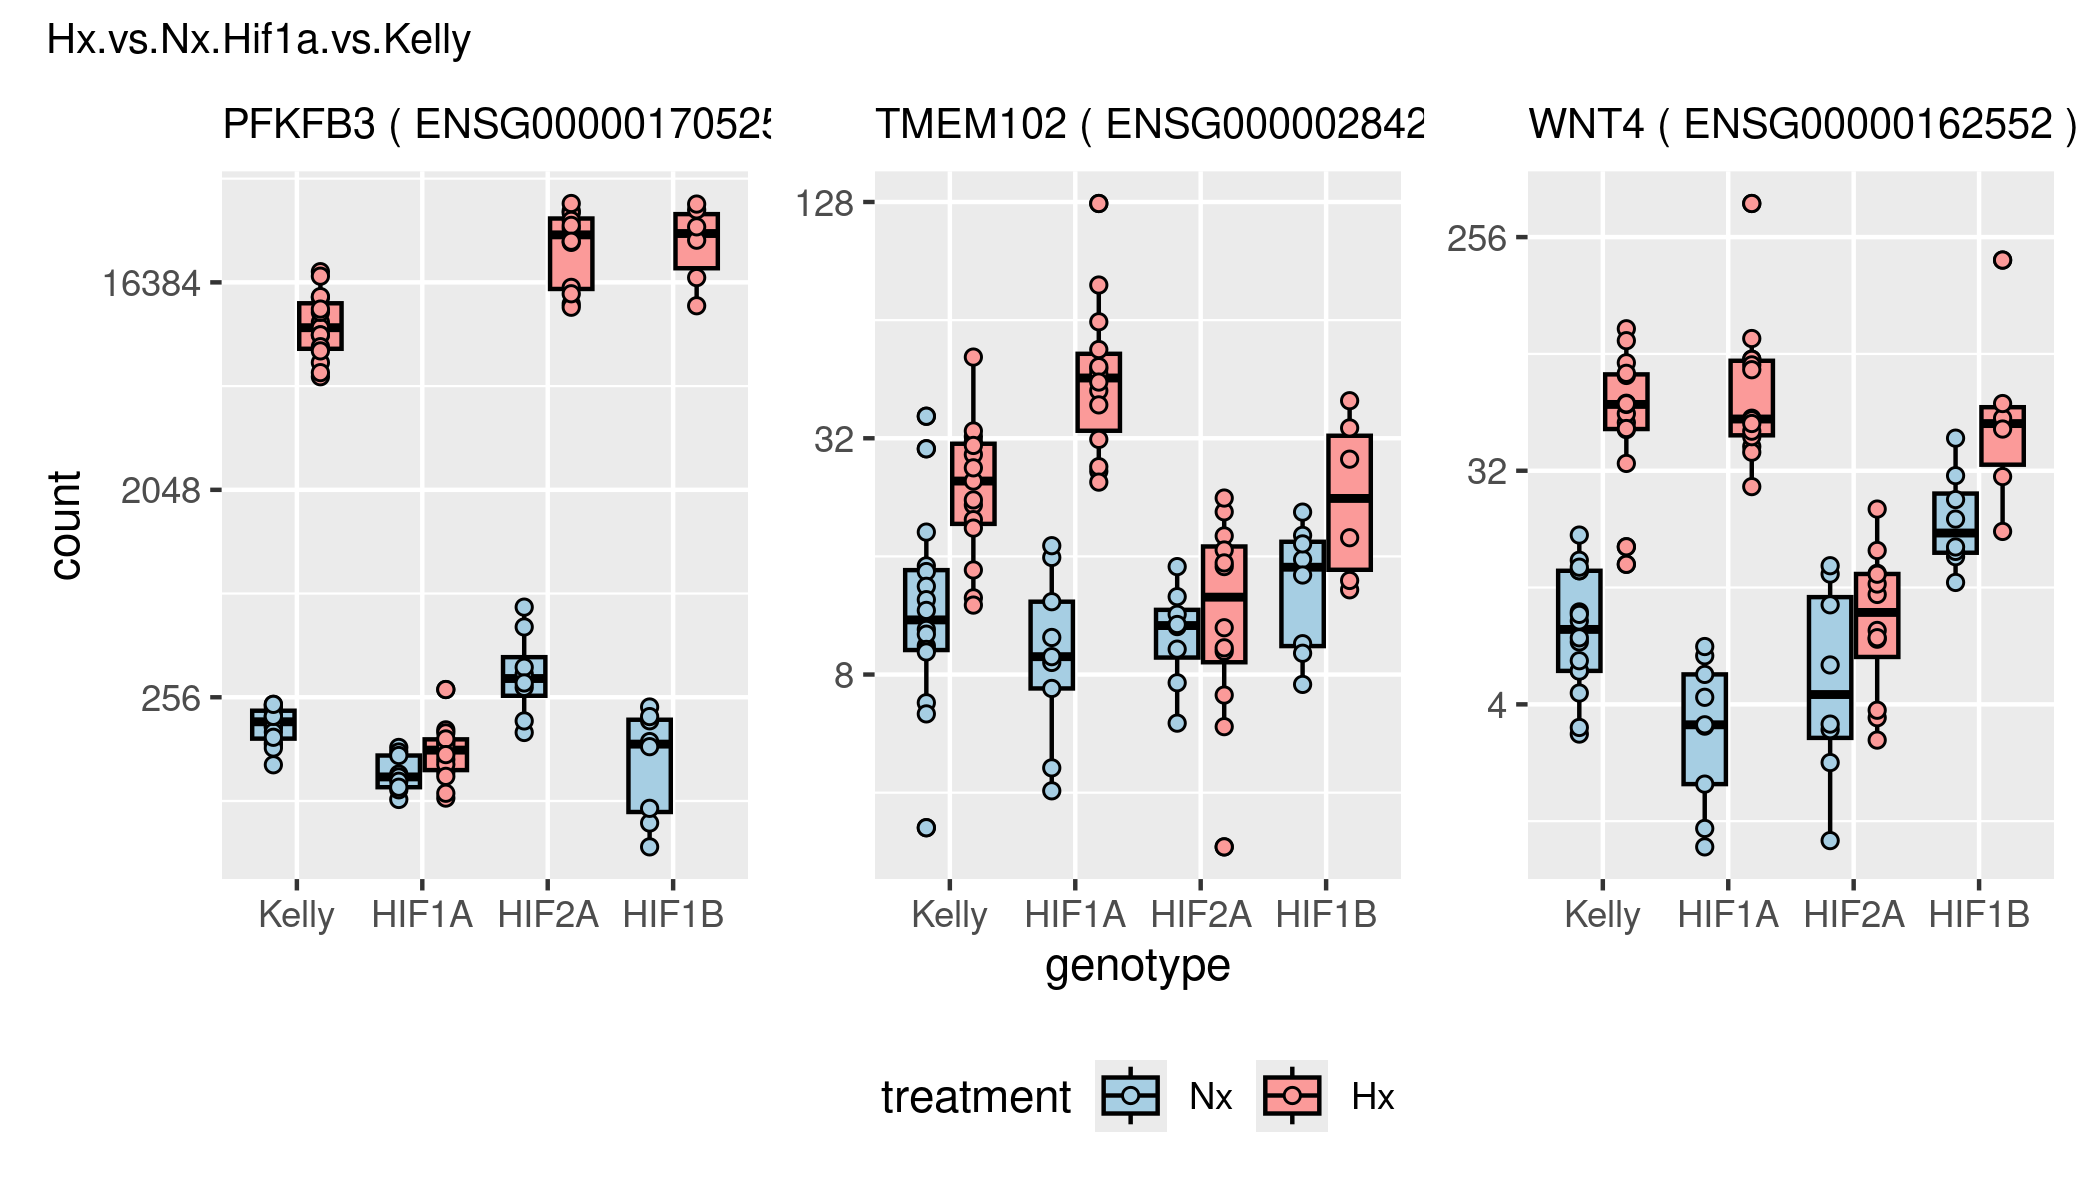 Hx.vs.Nx.Hif1a.vs.Kelly
PFKFB3 ( ENSG00000170525
TMEM102 ( ENSG000002842
WNT4 ( ENSG00000162552 )
count
16384
2048
256
128
32
8
256
32
4
Kelly HIF1A HIF2A HIF1B
Kelly HIF1A HIF2A HIF1B
Kelly HIF1A HIF2A HIF1B
genotype
treatment Nx Hx